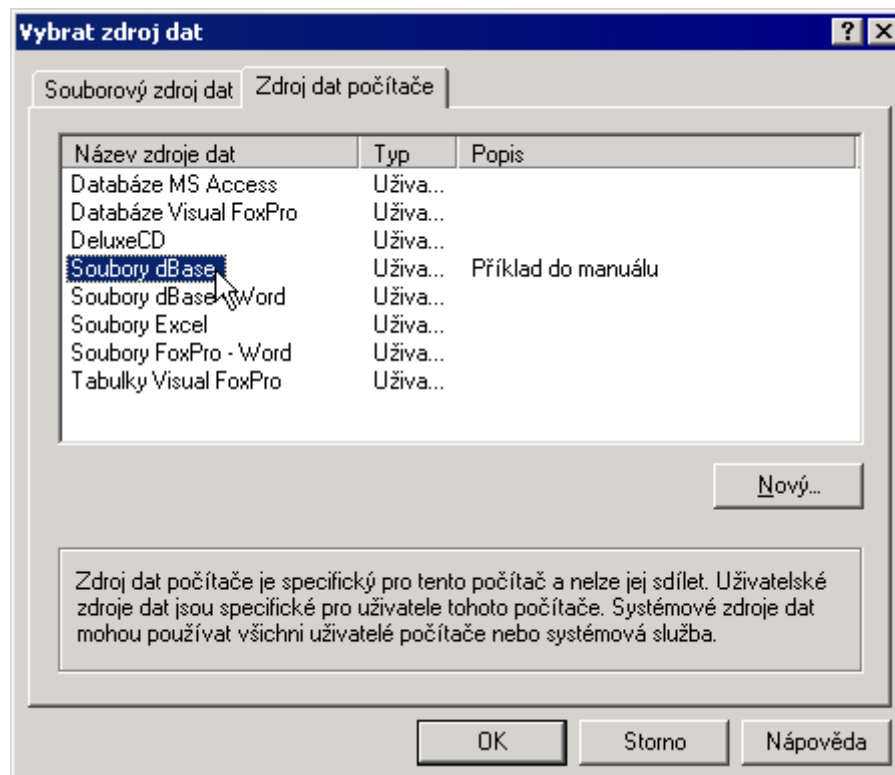 Vybrat zdroj dat
Souborový zdroj dat Zdroj dat počítače
Název zdroje dat Typ Popis
Databáze MS Access Uživa...
Databáze Visual FoxPro Uživa...
DeluxeCD Uživa...
Soubory dBase Uživa... Příklad do manuálu
Soubory dBase - Word Uživa...
Soubory Excel Uživa...
Soubory FoxPro - Word Uživa...
Tabulky Visual FoxPro Uživa...
Nový...
Zdroj dat počítače je specifický pro tento počítač a nelze jej sdílet. Uživatelské
zdroje dat jsou specifické pro uživatele tohoto počítače. Systémové zdroje dat
mohou používat všichni uživatelé počítače nebo systémová služba.
OK Storno Nápověda